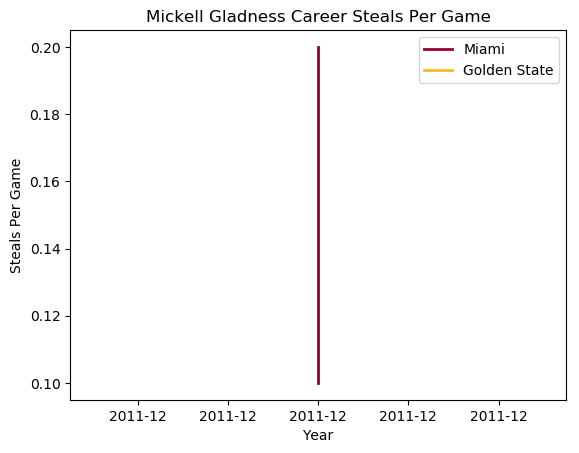 Mickell Gladness Career Steals Per Game
Miami
Golden State
0.20
0.18
0.16
0.14
0.12
0.10
Steals Per Game
2011-12 2011-12 2011-12 2011-12 2011-12
Year